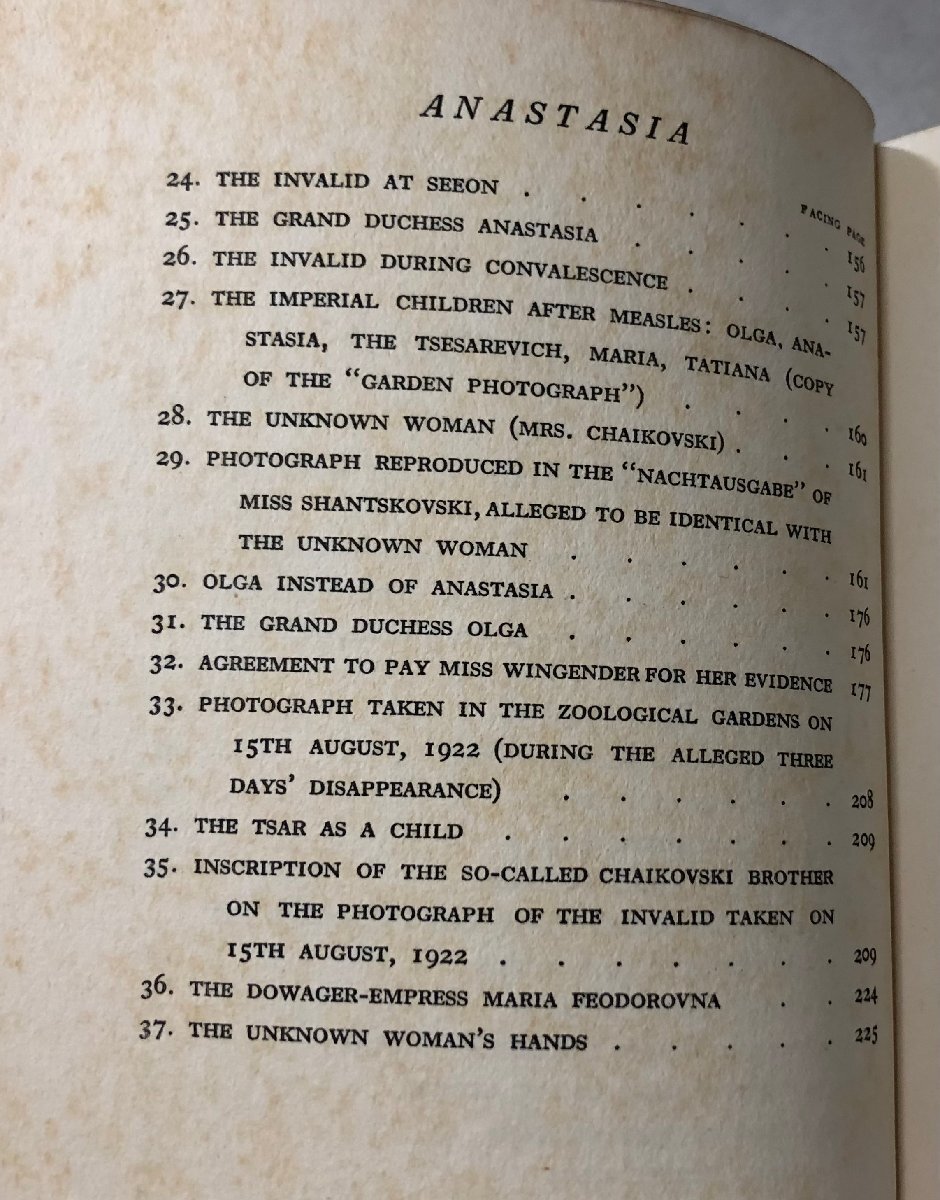 ANASTASIA
FACING PAGE
24. THE INVALID AT SEEON . . . . . . 156
25. THE GRAND DUCHESS ANASTASIA . . . . 157
26. THE INVALID DURING CONVALESCENCE . . . 157
27. THE IMPERIAL CHILDREN AFTER MEASLES: OLGA, ANA-
STASIA, THE TSESAREVICH, MARIA, TATIANA (COPY
OF THE "GARDEN PHOTOGRAPH") . . . . 160
28. THE UNKNOWN WOMAN (MRS. CHAIKOVSKI) . . . 161
29. PHOTOGRAPH REPRODUCED IN THE "NACHTAUSGABE" OF
MISS SHANTSKOVSKI, ALLEGED TO BE IDENTICAL WITH
THE UNKNOWN WOMAN . . . . . 161
30. OLGA INSTEAD OF ANASTASIA . . . . . 176
31. THE GRAND DUCHESS OLGA . . . . . 176
32. AGREEMENT TO PAY MISS WINGENDER FOR HER EVIDENCE 177
33. PHOTOGRAPH TAKEN IN THE ZOOLOGICAL GARDENS ON
15TH AUGUST, 1922 (DURING THE ALLEGED THREE
DAYS' DISAPPEARANCE) . . . . . . 208
34. THE TSAR AS A CHILD . . . . . . 209
35. INSCRIPTION OF THE SO-CALLED CHAIKOVSKI BROTHER
ON THE PHOTOGRAPH OF THE INVALID TAKEN ON
15TH AUGUST, 1922 . . . . . . . 209
36. THE DOWAGER-EMPRESS MARIA FEODOROVNA . . 224
37. THE UNKNOWN WOMAN'S HANDS . . . . . 225